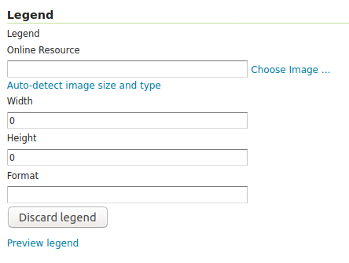 Legend
Legend
Online Resource
Choose Image ...
Auto-detect image size and type
Width
0
Height
0
Format
Discard legend
Preview legend